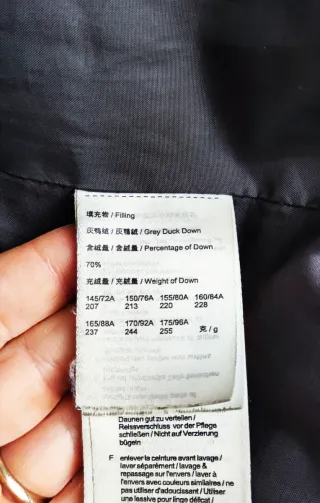 填充物 / Filling
灰鸭绒 / 灰鴨絨 / Grey Duck Down
含绒量 / 含絨量 / Percentage of Down
70%
充绒量 / 充絨量 / Weight of Down
145/72A 150/76A 155/80A 160/84A
207 213 220 228
165/88A 170/92A 175/96A
237 244 255 克 / g
Daunen gut zu verteilen /
Reissverschluss vor der Pflege
schließen / Nicht auf Verzierung
bügeln
F enlever la ceinture avant lavage /
laver séparément / lavage &
repassage sur l'envers / laver à
l'envers avec couleurs similaires / ne
pas utiliser d'adoucissant / Utiliser
une lessive pour linge délicat /